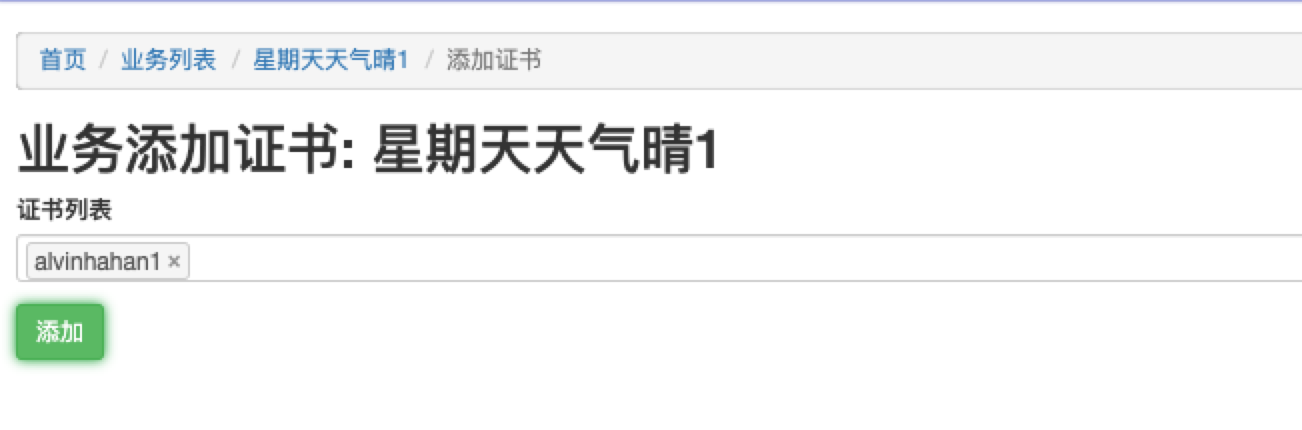 首页 / 业务列表 / 星期天天气晴1 / 添加证书
业务添加证书: 星期天天气晴1
证书列表
alvinhahan1 ×
添加